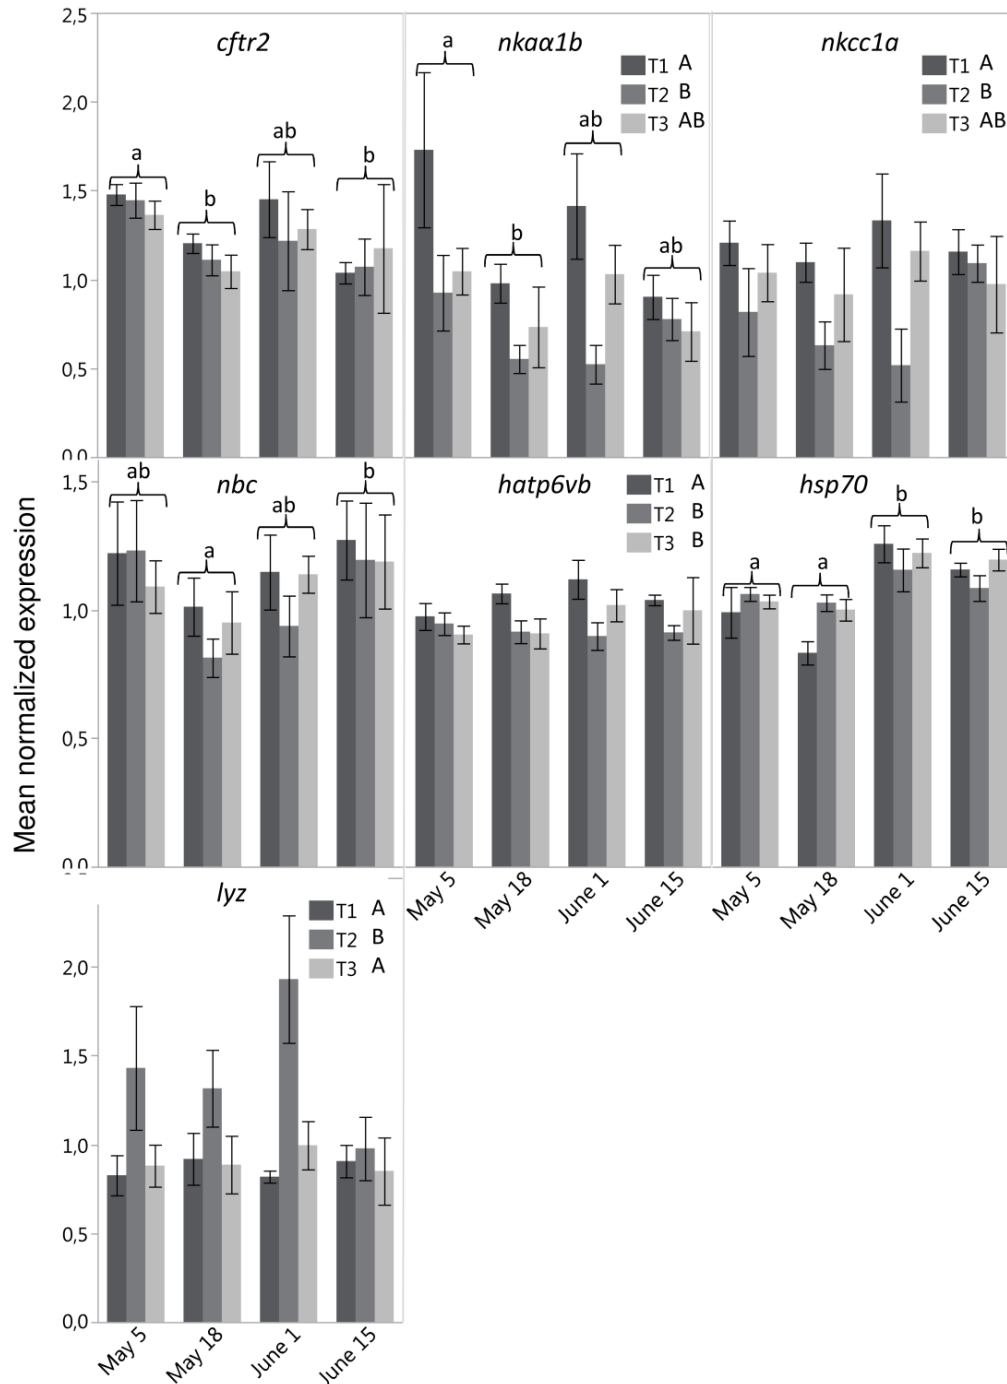 Mean normalized expression
cftr2
nkaα1b
nkcc1a
2,5
2,0
1,5
1,0
0,5
0,0
a
b
ab
b
a
b
ab
ab
T1 A
T2 B
T3 AB
T1 A
T2 B
T3 AB
nbc
hatp6vb
hsp70
1,5
1,0
0,5
0,0
ab
a
ab
b
T1 A
T2 B
T3 B
a
a
b
b
May 5
May 18
June 1
June 15
May 5
May 18
June 1
June 15
lyz
T1 A
T2 B
T3 A
2,0
1,5
1,0
0,5
0,0
May 5
May 18
June 1
June 15